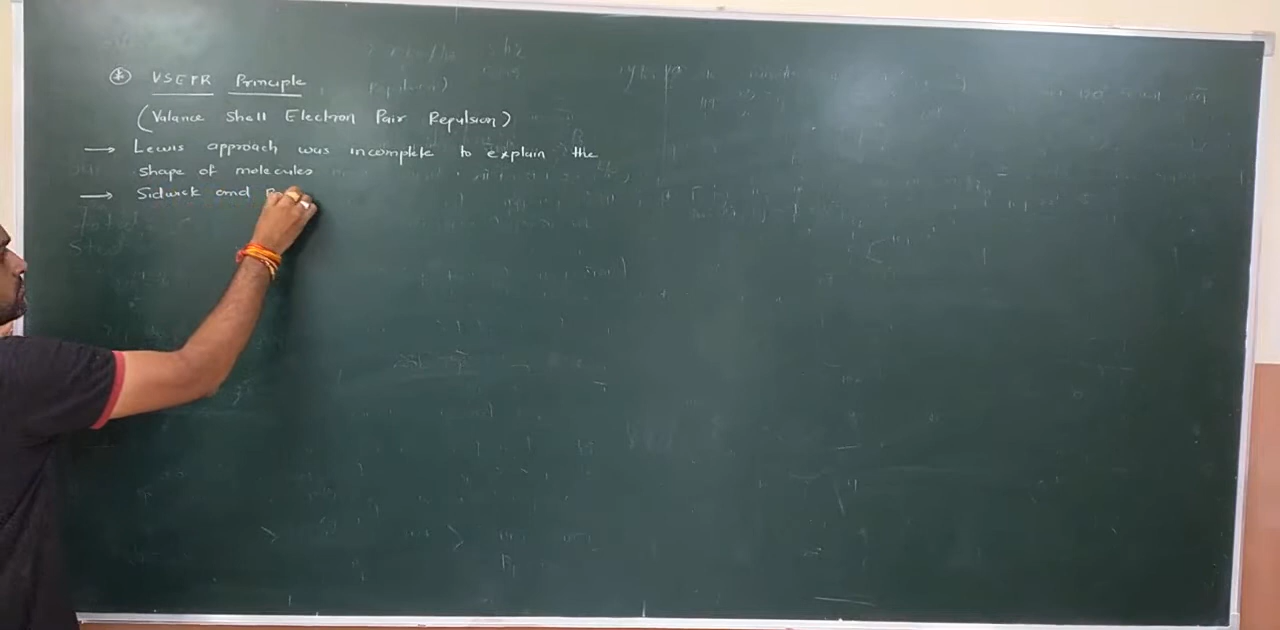 * VSEPR Principle
(Valance Shell Electron Pair Repulsion)
→ Lewis approach was incomplete to explain the
shape of molecules
→ Sidwick and